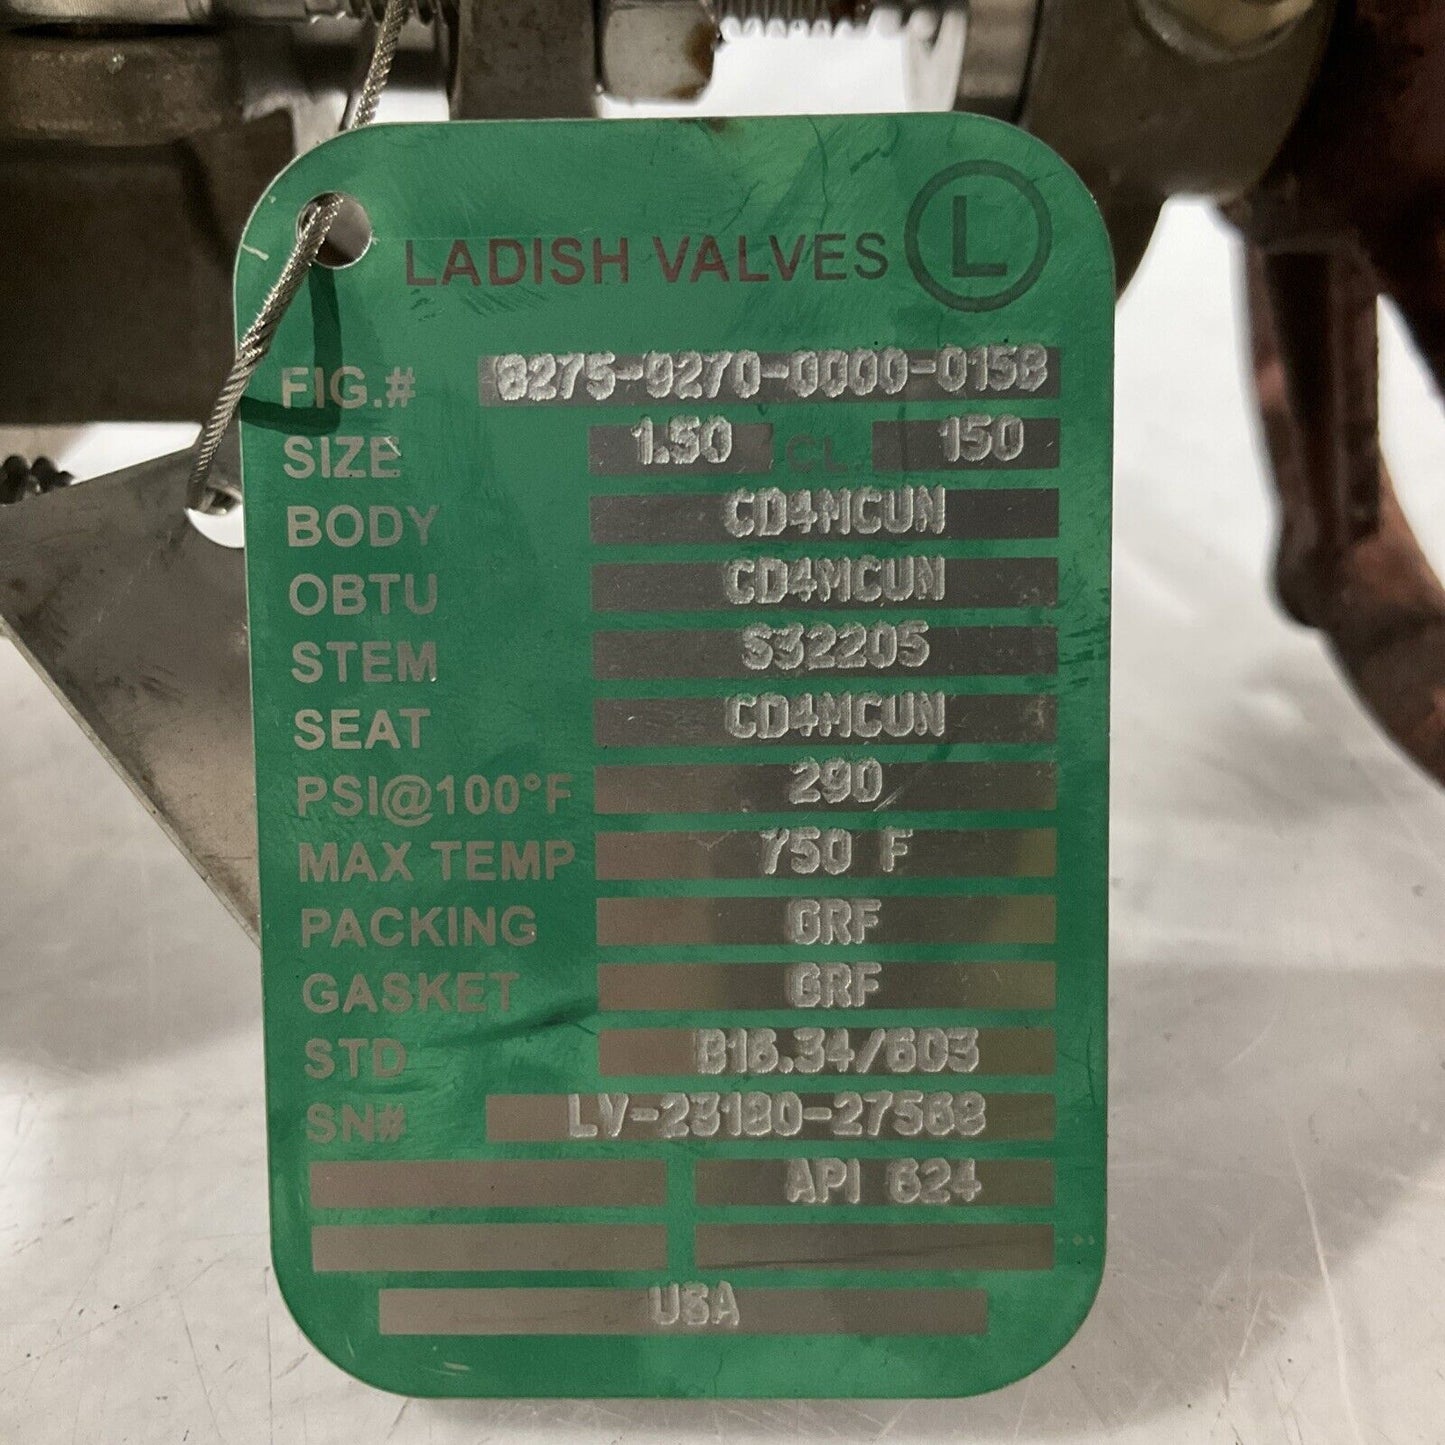 LADISH VALVES L
FIG.# 8275-0270-0000-0158
SIZE 1.50 CL 150
BODY CD4MCUN
OBTU CD4MCUN
STEM S32205
SEAT CD4MCUN
PSI@100°F 290
MAX TEMP 750 F
PACKING GRF
GASKET GRF
STD B16.34/603
SN# LV-23180-27568
API 624
USA